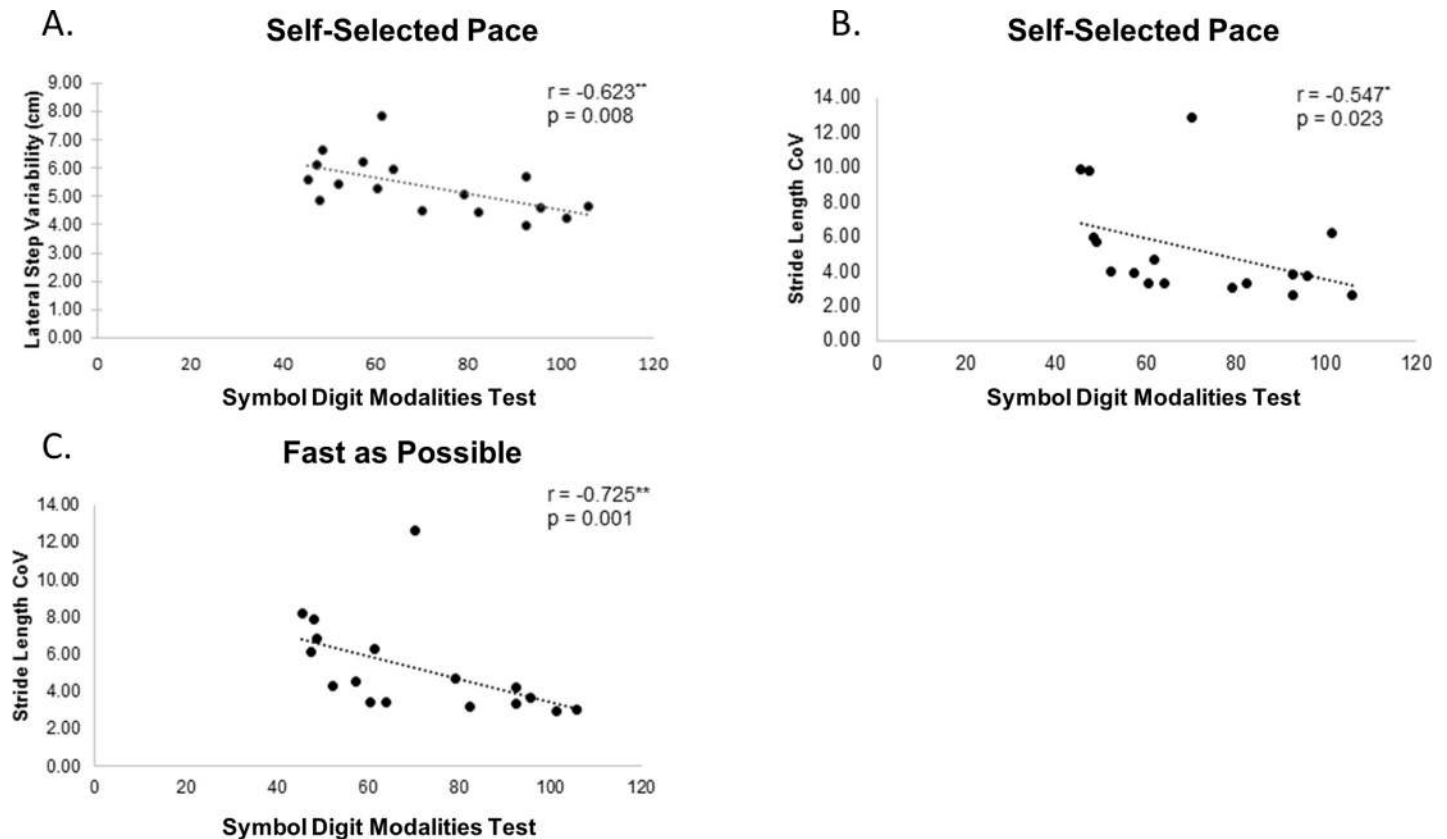 A.
Self-Selected Pace
r = -0.623**
p = 0.008
Lateral Step Variability (cm)
9.00
8.00
7.00
6.00
5.00
4.00
3.00
2.00
1.00
0.00
0 20 40 60 80 100 120
Symbol Digit Modalities Test
B.
Self-Selected Pace
r = -0.547*
p = 0.023
Stride Length CoV
14.00
12.00
10.00
8.00
6.00
4.00
2.00
0.00
0 20 40 60 80 100 120
Symbol Digit Modalities Test
C.
Fast as Possible
r = -0.725**
p = 0.001
Stride Length CoV
14.00
12.00
10.00
8.00
6.00
4.00
2.00
0.00
0 20 40 60 80 100 120
Symbol Digit Modalities Test